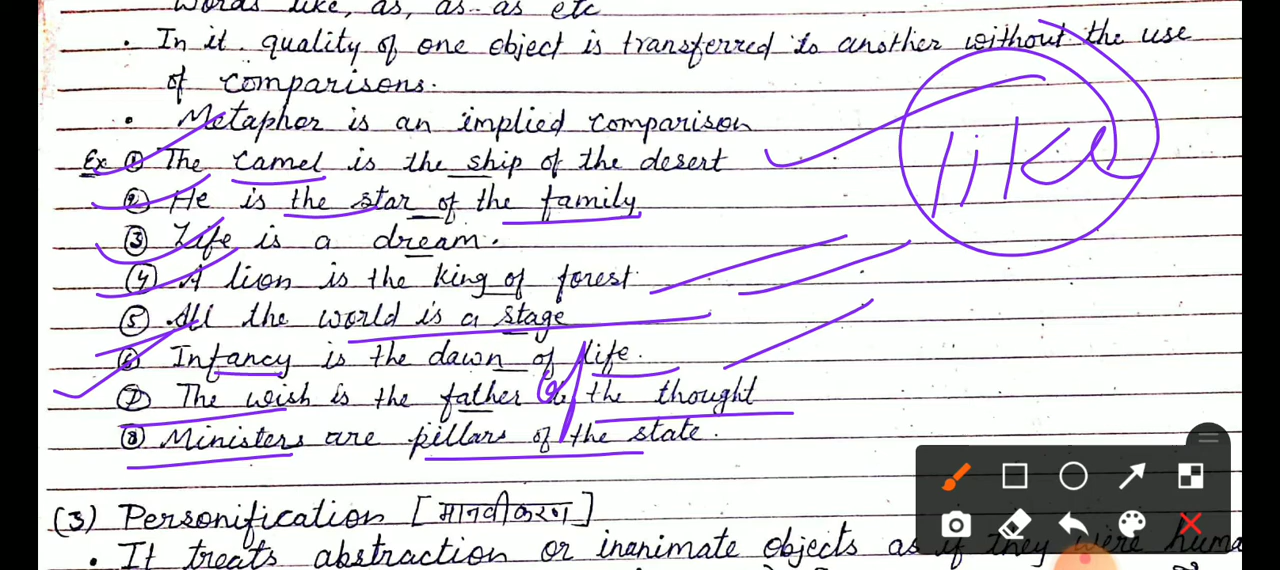 words like, as, as-as etc
• In it quality of one object is transferred to another without the use
of comparisons.
• Metaphor is an implied comparison
Ex ① The camel is the ship of the desert
② He is the star of the family
③ Life is a dream.
④ A lion is the king of forest
⑤ All the world is a stage
⑥ Infancy is the dawn of life.
⑦ The wish is the father of the thought
⑧ Ministers are pillars of the state.
like
(3) Personification [मानवीकरण]
• It treats abstraction or inanimate objects as if they were huma